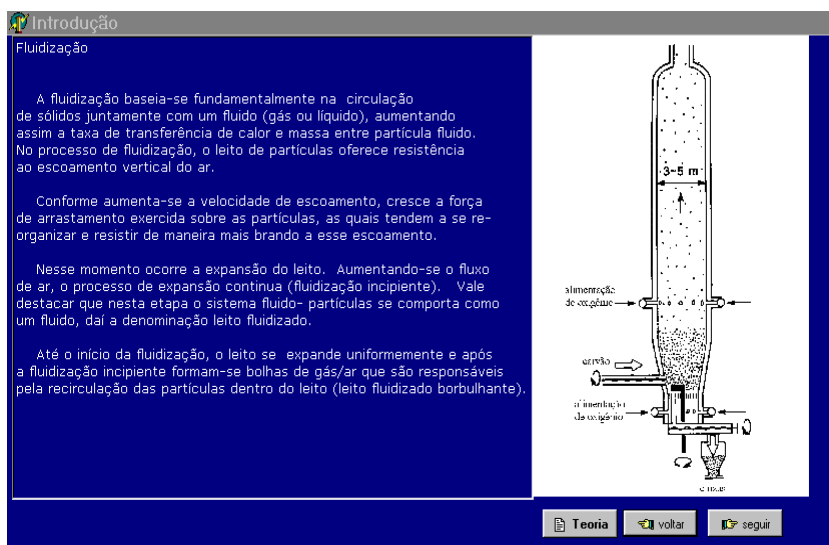 Introdução
Fluidização
A fluidização baseia-se fundamentalmente na circulação
de sólidos juntamente com um fluido (gás ou líquido), aumentando
assim a taxa de transferência de calor e massa entre partícula fluido.
No processo de fluidização, o leito de partículas oferece resistência
ao escoamento vertical do ar.
Conforme aumenta-se a velocidade de escoamento, cresce a força
de arrastamento exercida sobre as partículas, as quais tendem a se re-
organizar e resistir de maneira mais brando a esse escoamento.
Nesse momento ocorre a expansão do leito. Aumentando-se o fluxo
de ar, o processo de expansão continua (fluidização incipiente). Vale
destacar que nesta etapa o sistema fluido- partículas se comporta como
um fluido, daí a denominação leito fluidizado.
Até o início da fluidização, o leito se expande uniformemente e após
a fluidização incipiente formam-se bolhas de gás/ar que são responsáveis
pela recirculação das partículas dentro do leito (leito fluidizado borbulhante).
3-5 m
alimentação
de oxigênio
carvão
alimentação
de oxigênio
cinzas
Teoria
voltar
seguir